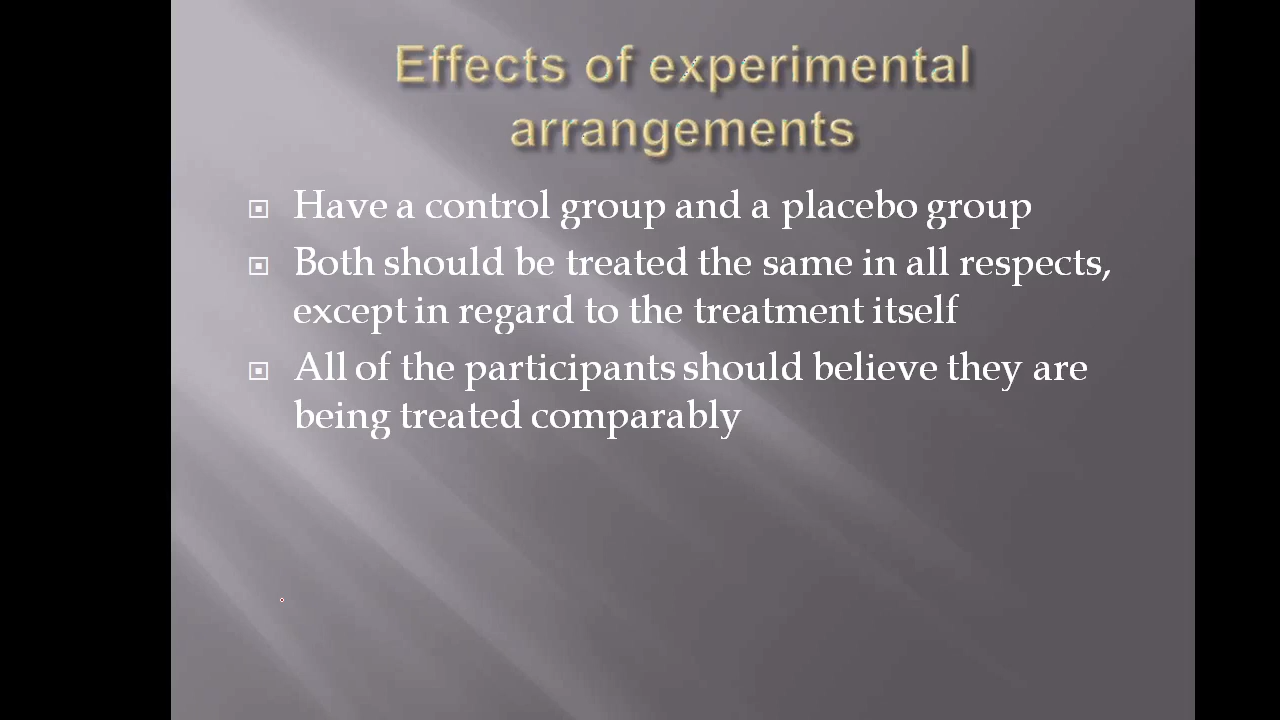 Effects of experimental
arrangements
Have a control group and a placebo group
Both should be treated the same in all respects,
except in regard to the treatment itself
All of the participants should believe they are
being treated comparably